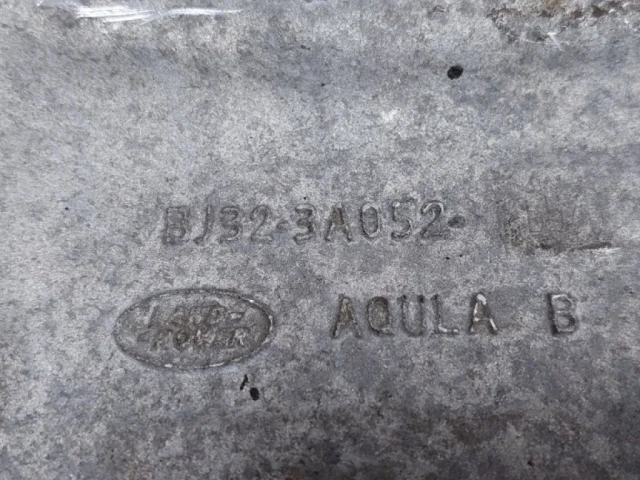 BJ32-3A052-
LAND-
ROVER
AQULA B